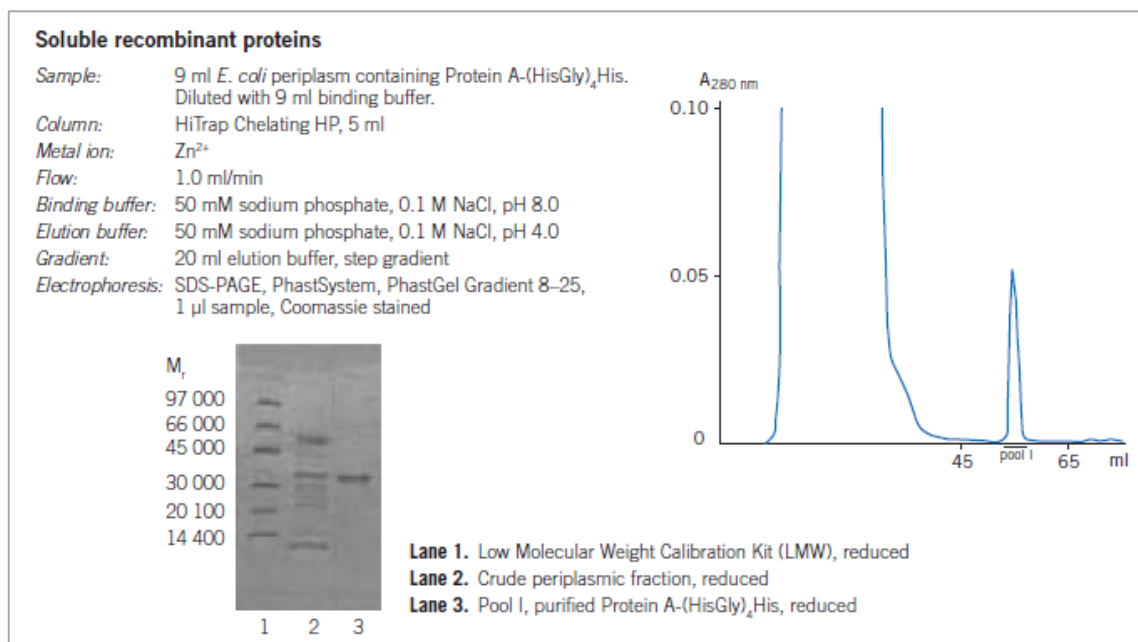 Soluble recombinant proteins
Sample: 9 ml E. coli periplasm containing Protein A-(HisGly)₄His.
Diluted with 9 ml binding buffer.
Column: HiTrap Chelating HP, 5 ml
Metal ion: Zn²⁺
Flow: 1.0 ml/min
Binding buffer: 50 mM sodium phosphate, 0.1 M NaCl, pH 8.0
Elution buffer: 50 mM sodium phosphate, 0.1 M NaCl, pH 4.0
Gradient: 20 ml elution buffer, step gradient
Electrophoresis: SDS-PAGE, PhastSystem, PhastGel Gradient 8–25,
1 µl sample, Coomassie stained
A280 nm
0.10
0.05
0
45 pool I 65 ml
Mr
97 000
66 000
45 000
30 000
20 100
14 400
1 2 3
Lane 1. Low Molecular Weight Calibration Kit (LMW), reduced
Lane 2. Crude periplasmic fraction, reduced
Lane 3. Pool I, purified Protein A-(HisGly)₄His, reduced